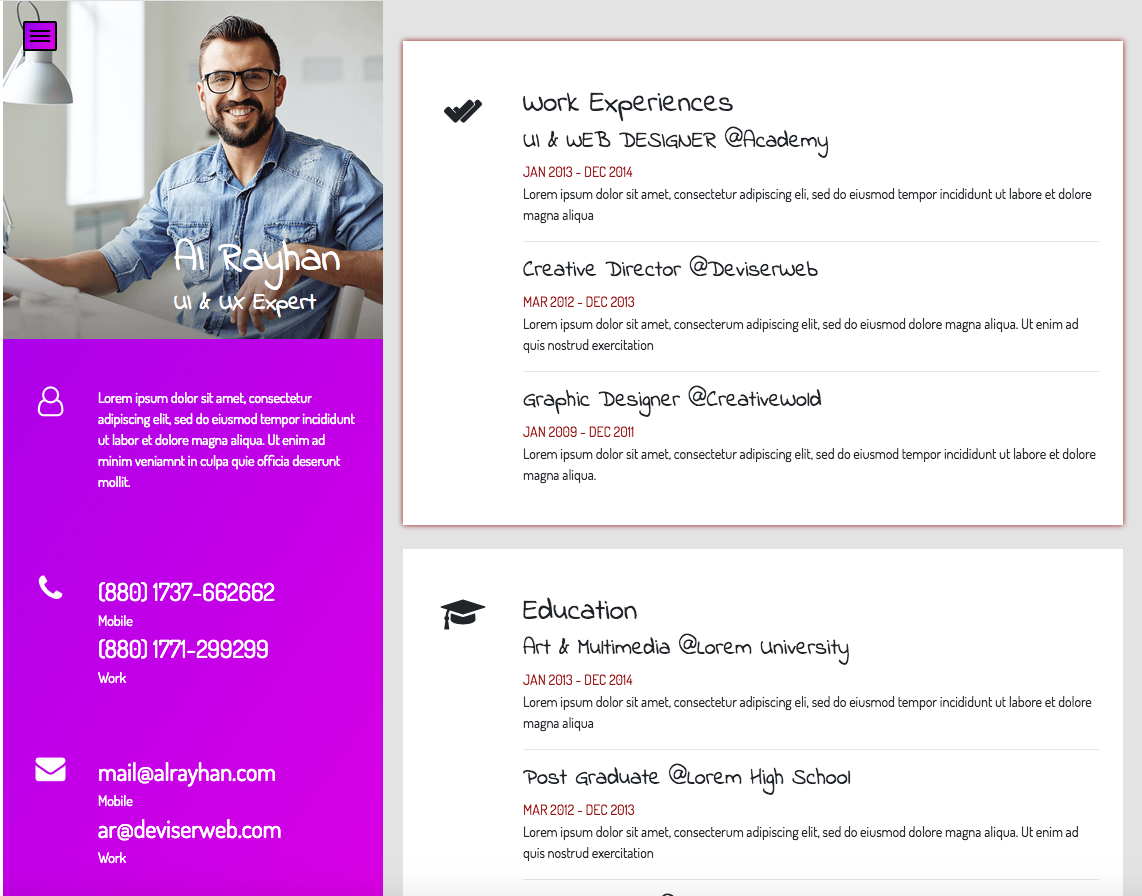 Al Rayhan
UI & UX Expert
Lorem ipsum dolor sit amet, consectetur
adipiscing elit, sed do eiusmod tempor incididunt
ut labor et dolore magna aliqua. Ut enim ad
minim veniamnt in culpa quie officia deserunt
mollit.
(880) 1737-662662
Mobile
(880) 1771-299299
Work
mail@alrayhan.com
Mobile
ar@deviserweb.com
Work
Work Experiences
UI & WEB DESIGNER @Academy
JAN 2013 - DEC 2014
Lorem ipsum dolor sit amet, consectetur adipiscing eli, sed do eiusmod tempor incididunt ut labore et dolore
magna aliqua
Creative Director @Deviserweb
MAR 2012 - DEC 2013
Lorem ipsum dolor sit amet, consecterum adipiscing elit, sed do eiusmod dolore magna aliqua. Ut enim ad
quis nostrud exercitation
Graphic Designer @CreativeWold
JAN 2009 - DEC 2011
Lorem ipsum dolor sit amet, consectetur adipiscing elit, sed do eiusmod tempor incididunt ut labore et dolore
magna aliqua.
Education
Art & Multimedia @Lorem University
JAN 2013 - DEC 2014
Lorem ipsum dolor sit amet, consectetur adipiscing eli, sed do eiusmod tempor incididunt ut labore et dolore
magna aliqua
Post Graduate @Lorem High School
MAR 2012 - DEC 2013
Lorem ipsum dolor sit amet, consecterum adipiscing elit, sed do eiusmod dolore magna aliqua. Ut enim ad
quis nostrud exercitation